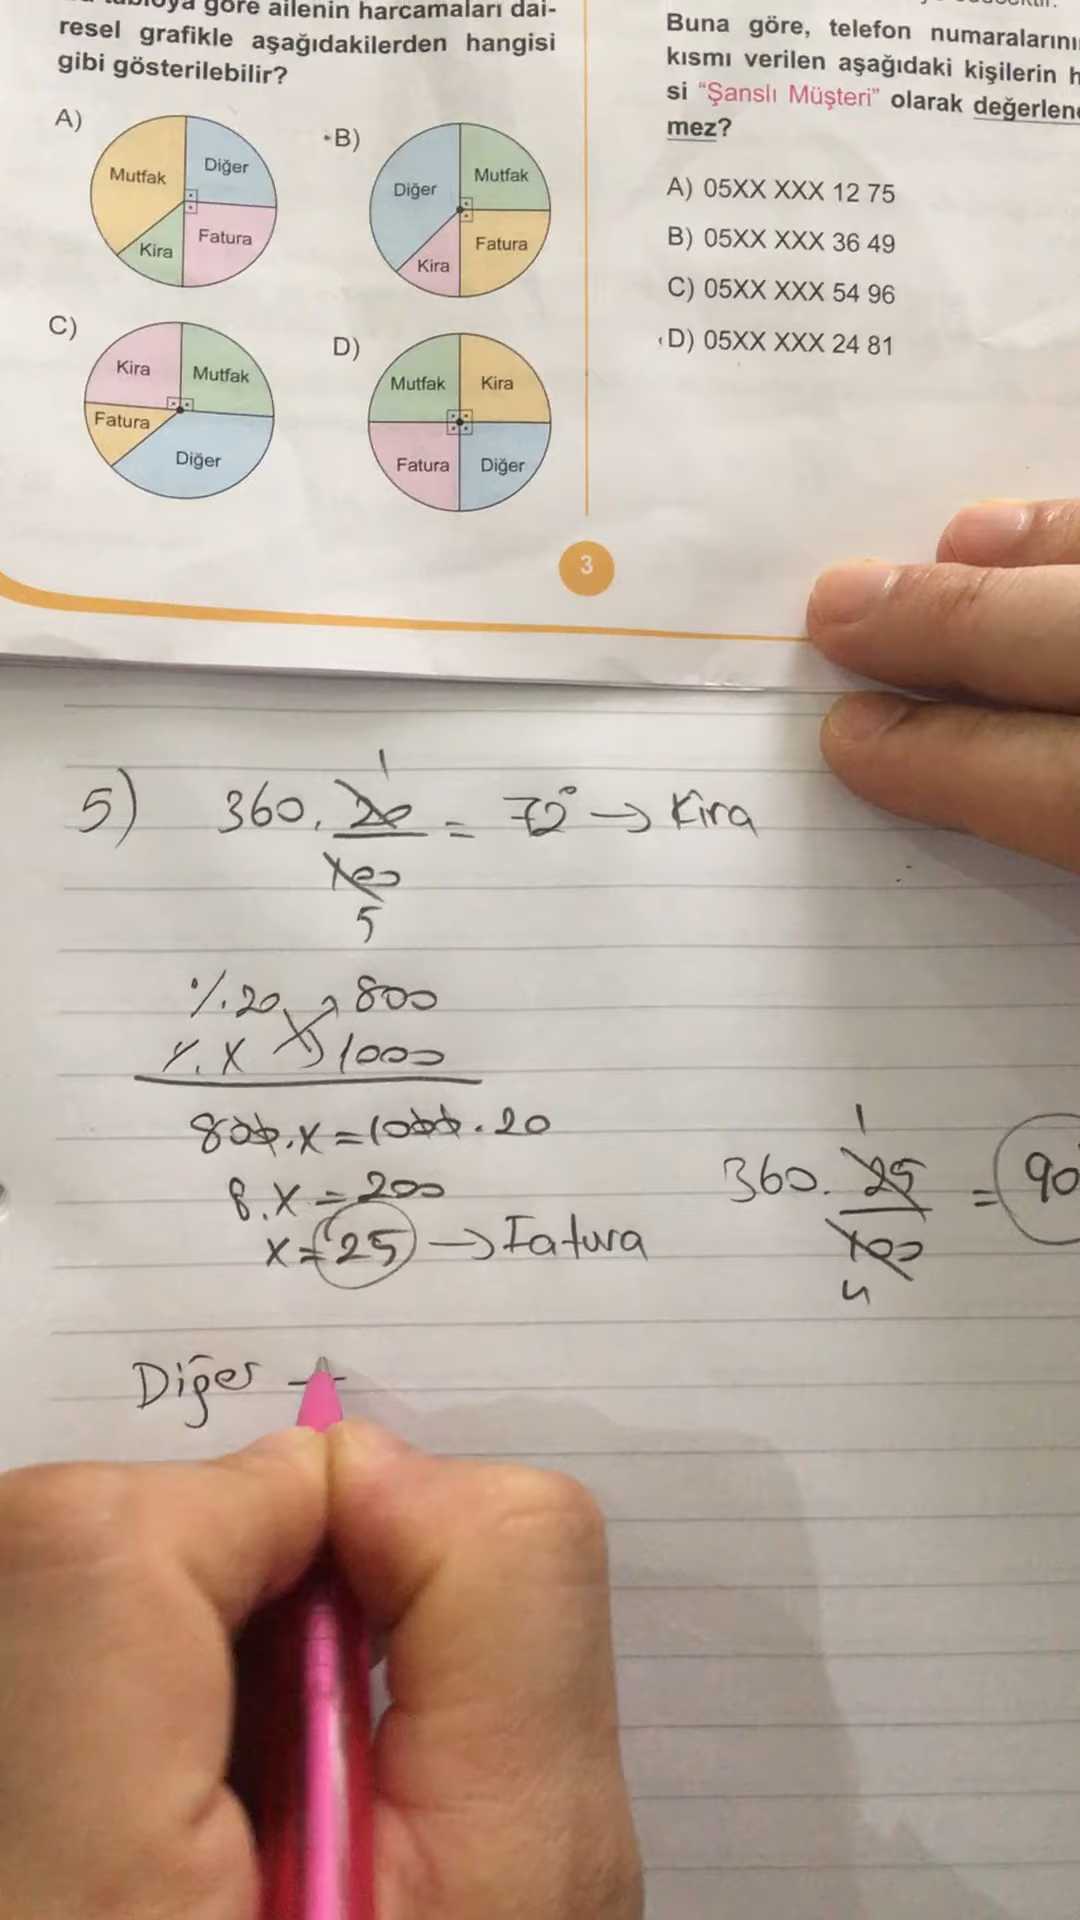 göre ailenin harcamaları dai-
resel grafikle aşağıdakilerden hangisi
gibi gösterilebilir?
A)
Mutfak
Diğer
Kira
Fatura
B)
Diğer
Mutfak
Kira
Fatura
C)
Kira
Mutfak
Fatura
Diğer
D)
Mutfak
Kira
Fatura
Diğer
Buna göre, telefon numaralarını
kısmı verilen aşağıdaki kişilerin
si “Şanslı Müşteri” olarak değerlen
mez?
A) 05XX XXX 12 75
B) 05XX XXX 36 49
C) 05XX XXX 54 96
D) 05XX XXX 24 81
3
1
5) 360. 20 = 72° → Kira
100
5
%.20 800
%.x 1000
800.x=1000.20
8.x=200
x=25 → Fatura
1
360. 25 = 90
100
4
Diğer